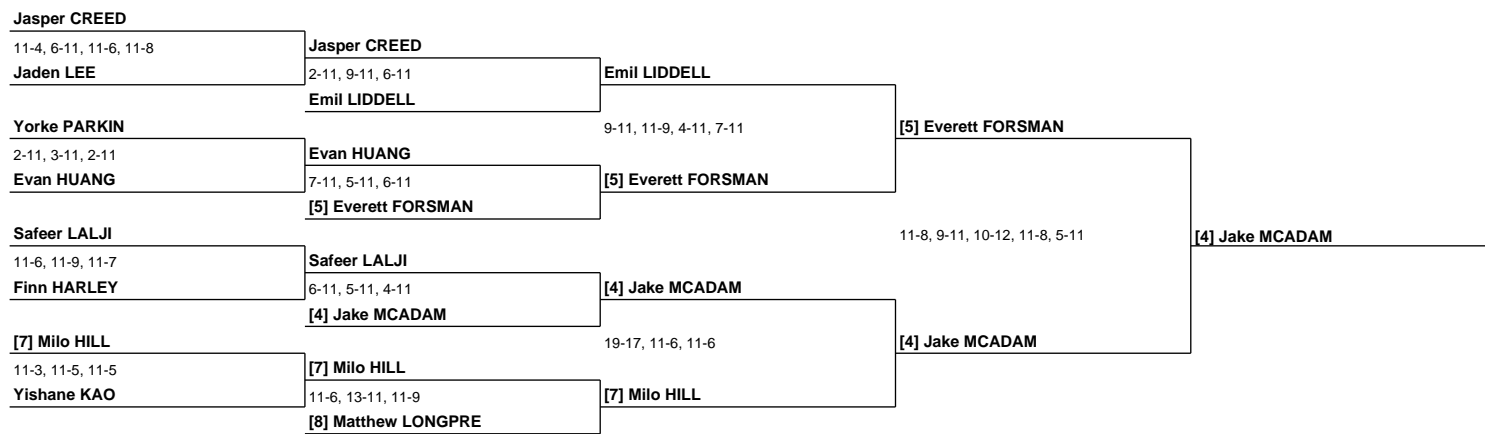 Jasper CREED
11-4, 6-11, 11-6, 11-8
Jaden LEE
Yorke PARKIN
2-11, 3-11, 2-11
Evan HUANG
Safeer LALJI
11-6, 11-9, 11-7
Finn HARLEY
[7] Milo HILL
11-3, 11-5, 11-5
Yishane KAO
Jasper CREED
2-11, 9-11, 6-11
Emil LIDDELL
Evan HUANG
7-11, 5-11, 6-11
[5] Everett FORSMAN
Safeer LALJI
6-11, 5-11, 4-11
[4] Jake MCADAM
[7] Milo HILL
11-6, 13-11, 11-9
[8] Matthew LONGPRE
Emil LIDDELL
9-11, 11-9, 4-11, 7-11
[5] Everett FORSMAN
[4] Jake MCADAM
19-17, 11-6, 11-6
[7] Milo HILL
[5] Everett FORSMAN
11-8, 9-11, 10-12, 11-8, 5-11
[4] Jake MCADAM
[4] Jake MCADAM